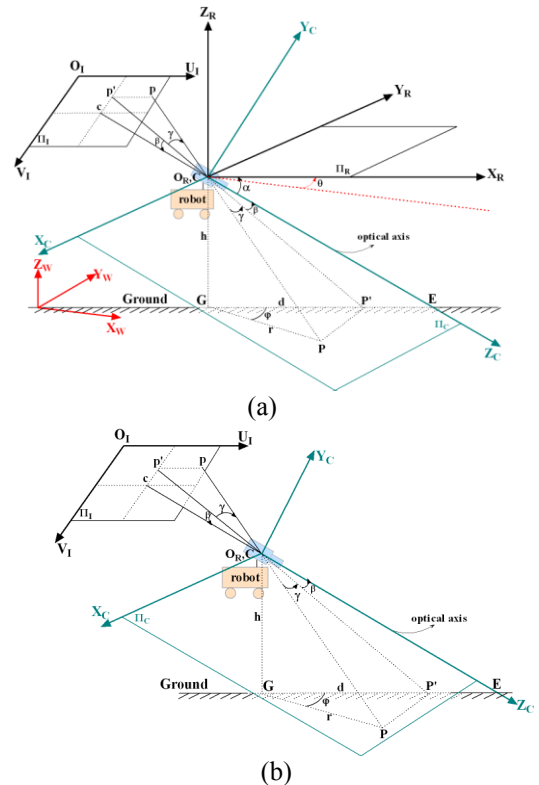 Z_R
Y_C
O_I
U_I
Y_R
p'
p
c
γ
β
Π_I
V_I
Π_R
X_R
O_R,C
α
θ
robot
γ
β
X_C
h
optical axis
Z_W
Y_W
Ground
G
d
P'
E
X_W
φ
r
P
Π_C
Z_C
(a)
O_I
U_I
Y_C
p'
p
c
γ
β
Π_I
V_I
O_R,C
robot
γ
β
X_C
Π_C
h
optical axis
Ground
G
d
P'
E
φ
r
P
Z_C
(b)